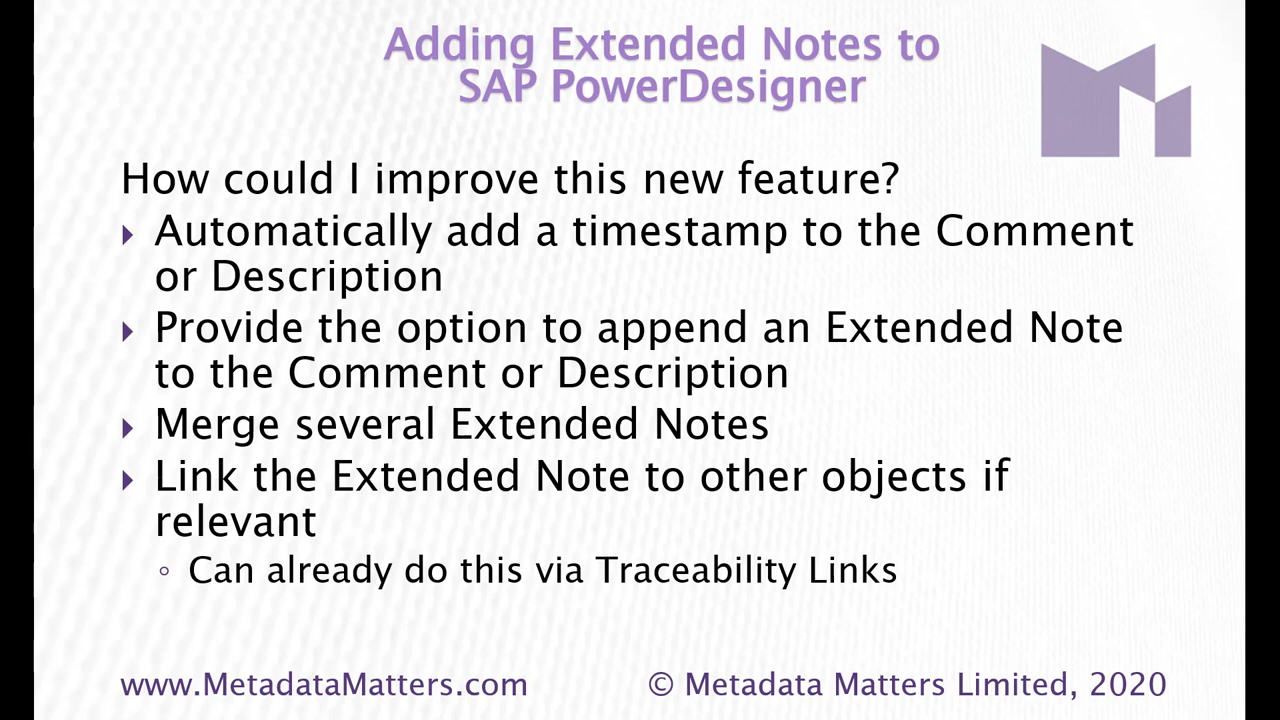 Adding Extended Notes to
SAP PowerDesigner
How could I improve this new feature?
Automatically add a timestamp to the Comment
or Description
Provide the option to append an Extended Note
to the Comment or Description
Merge several Extended Notes
Link the Extended Note to other objects if
relevant
Can already do this via Traceability Links
www.MetadataMatters.com © Metadata Matters Limited, 2020